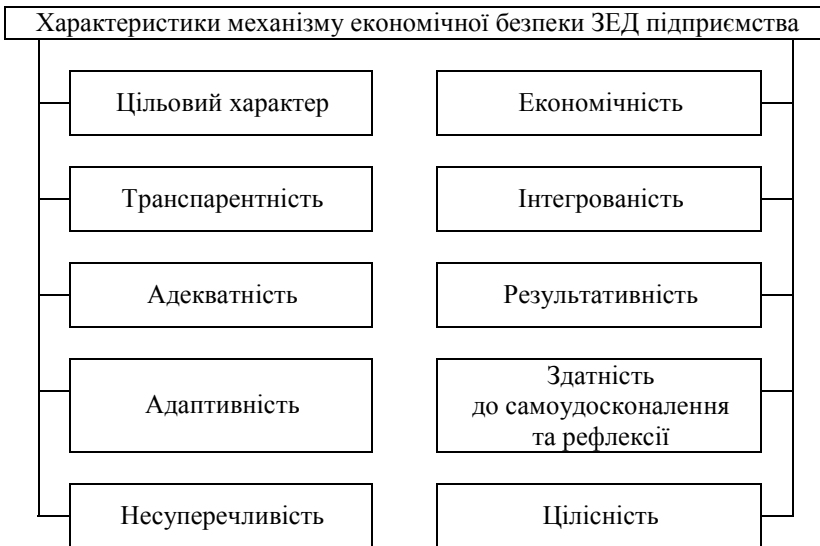 Характеристики механізму економічної безпеки ЗЕД підприємства
Цільовий характер
Економічність
Транспарентність
Інтегрованість
Адекватність
Результативність
Адаптивність
Здатність
до самоудосконалення
та рефлексії
Несуперечливість
Цілісність